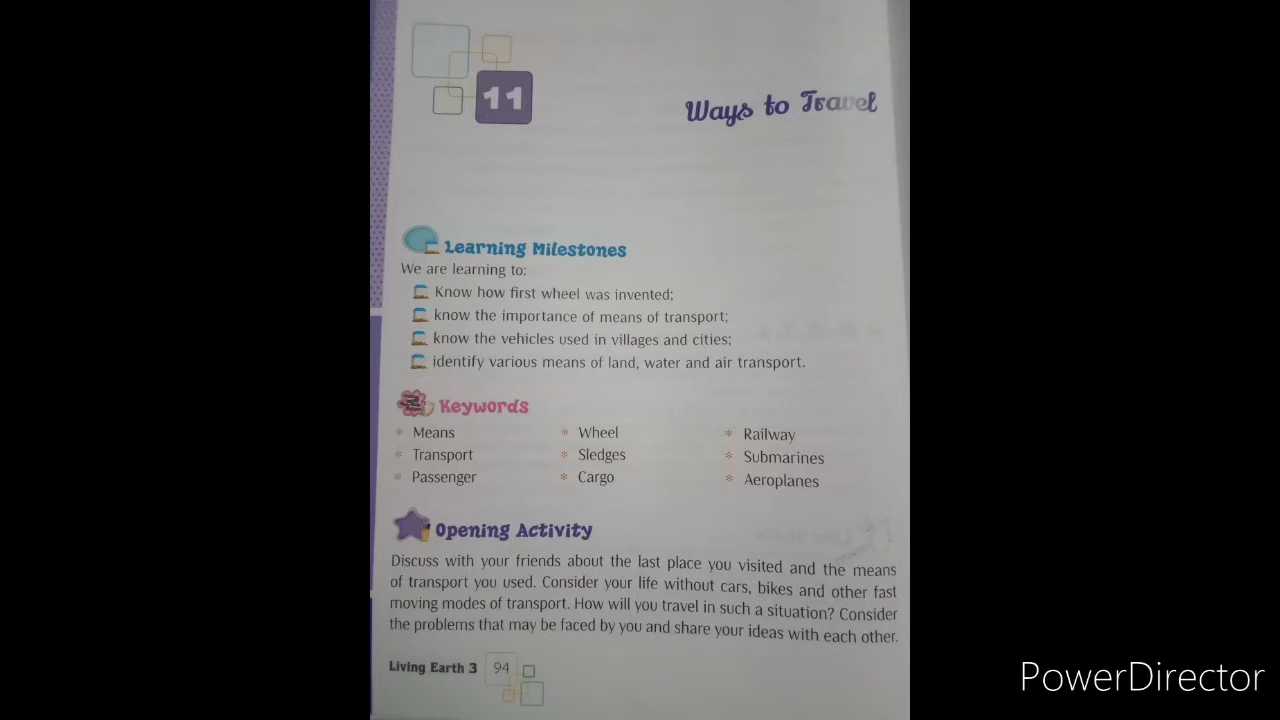 11
Ways to Travel
Learning Milestones
We are learning to:
Know how first wheel was invented;
know the importance of means of transport;
know the vehicles used in villages and cities;
identify various means of land, water and air transport.
Keywords
* Means
* Transport
* Passenger
* Wheel
* Sledges
* Cargo
* Railway
* Submarines
* Aeroplanes
Opening Activity
Discuss with your friends about the last place you visited and the means
of transport you used. Consider your life without cars, bikes and other fast
moving modes of transport. How will you travel in such a situation? Consider
the problems that may be faced by you and share your ideas with each other.
Living Earth 3 94
PowerDirector